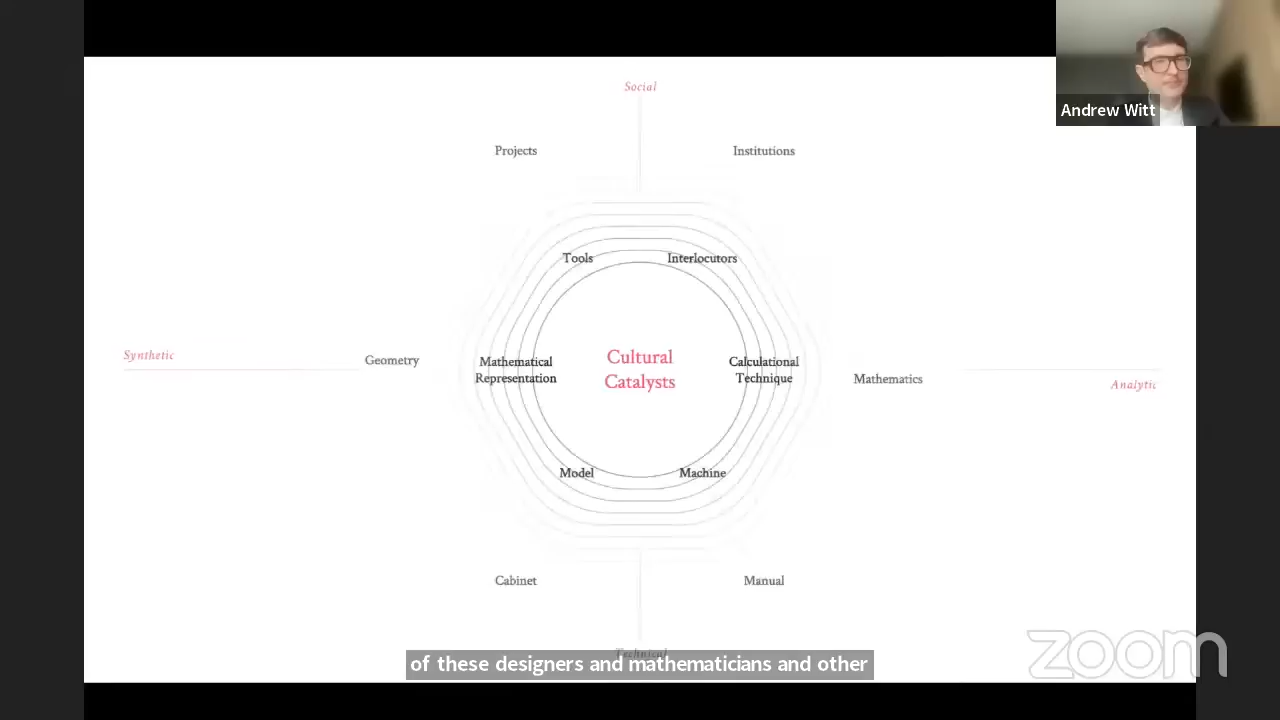 Social
Andrew Witt
Projects
Institutions
Tools
Interlocutors
Synthetic
Geometry
Mathematical
Representation
Cultural
Catalysts
Calculational
Technique
Mathematics
Analytic
Model
Machine
Cabinet
Manual
Technical
of these designers and mathematicians and other
zoom